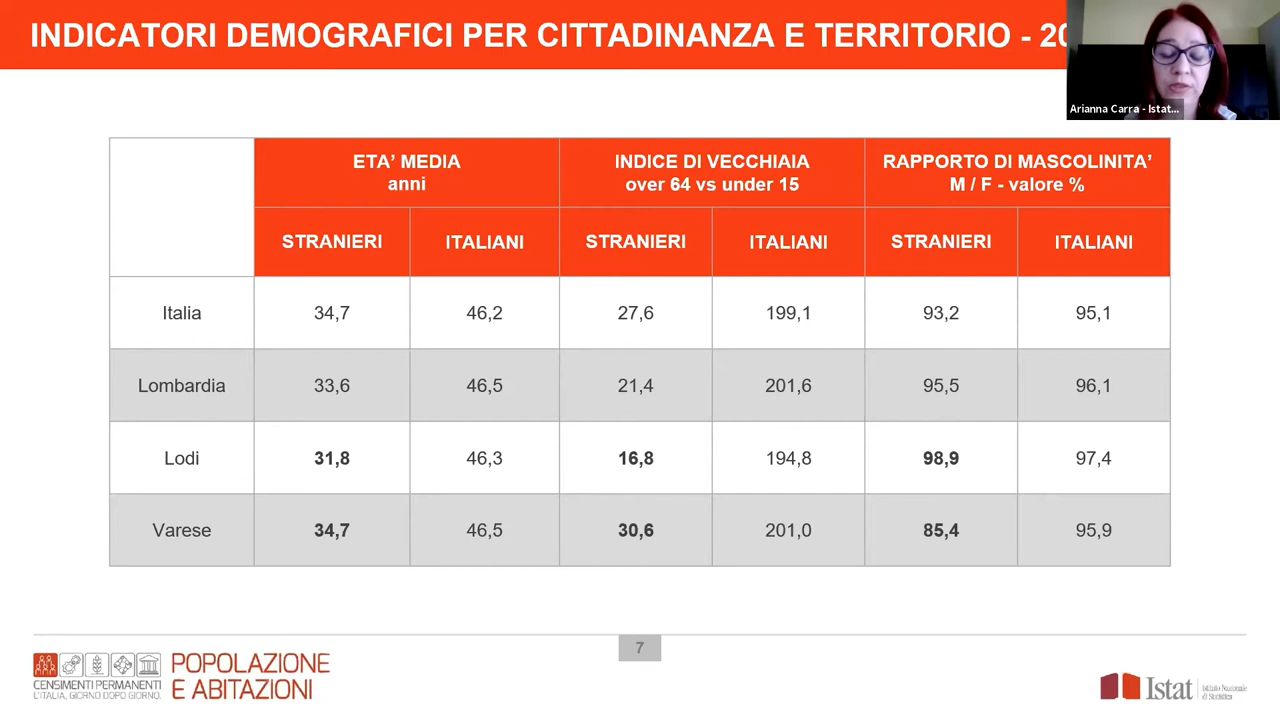 INDICATORI DEMOGRAFICI PER CITTADINANZA E TERRITORIO - 20
Arianna Carra - Istat...
ETA’ MEDIA
anni
INDICE DI VECCHIAIA
over 64 vs under 15
RAPPORTO DI MASCOLINITA’
M / F - valore %
STRANIERI ITALIANI STRANIERI ITALIANI STRANIERI ITALIANI
Italia 34,7 46,2 27,6 199,1 93,2 95,1
Lombardia 33,6 46,5 21,4 201,6 95,5 96,1
Lodi 31,8 46,3 16,8 194,8 98,9 97,4
Varese 34,7 46,5 30,6 201,0 85,4 95,9
7
CENSIMENTI PERMANENTI
L'ITALIA, GIORNO DOPO GIORNO.
POPOLAZIONE
E ABITAZIONI
Istat
Istituto Nazionale
di Statistica